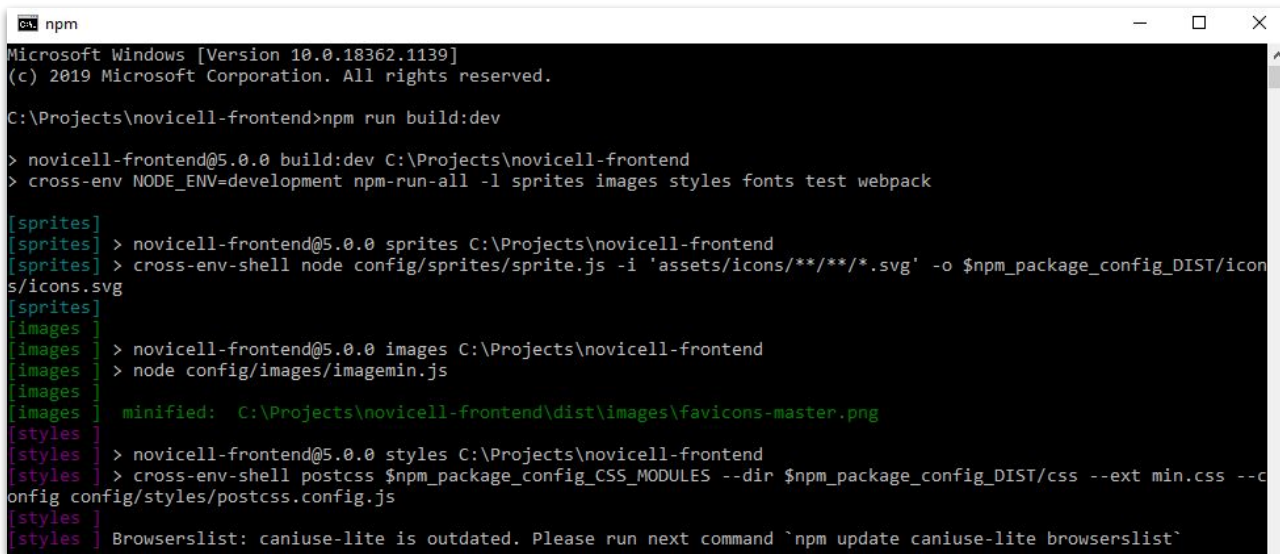 npm
Microsoft Windows [Version 10.0.18362.1139]
(c) 2019 Microsoft Corporation. All rights reserved.
C:\Projects\novicell-frontend>npm run build:dev
> novicell-frontend@5.0.0 build:dev C:\Projects\novicell-frontend
> cross-env NODE_ENV=development npm-run-all -l sprites images styles fonts test webpack
[sprites]
[sprites] > novicell-frontend@5.0.0 sprites C:\Projects\novicell-frontend
[sprites] > cross-env-shell node config/sprites/sprite.js -i 'assets/icons/**/**/*.svg' -o $npm_package_config_DIST/icon
s/icons.svg
[sprites]
[images ]
[images ] > novicell-frontend@5.0.0 images C:\Projects\novicell-frontend
[images ] > node config/images/imagemin.js
[images ]
[images ]  minified:  C:\Projects\novicell-frontend\dist\images\favicons-master.png
[styles ]
[styles ] > novicell-frontend@5.0.0 styles C:\Projects\novicell-frontend
[styles ] > cross-env-shell postcss $npm_package_config_CSS_MODULES --dir $npm_package_config_DIST/css --ext min.css --c
onfig config/styles/postcss.config.js
[styles ]
[styles ] Browserslist: caniuse-lite is outdated. Please run next command `npm update caniuse-lite browserslist`